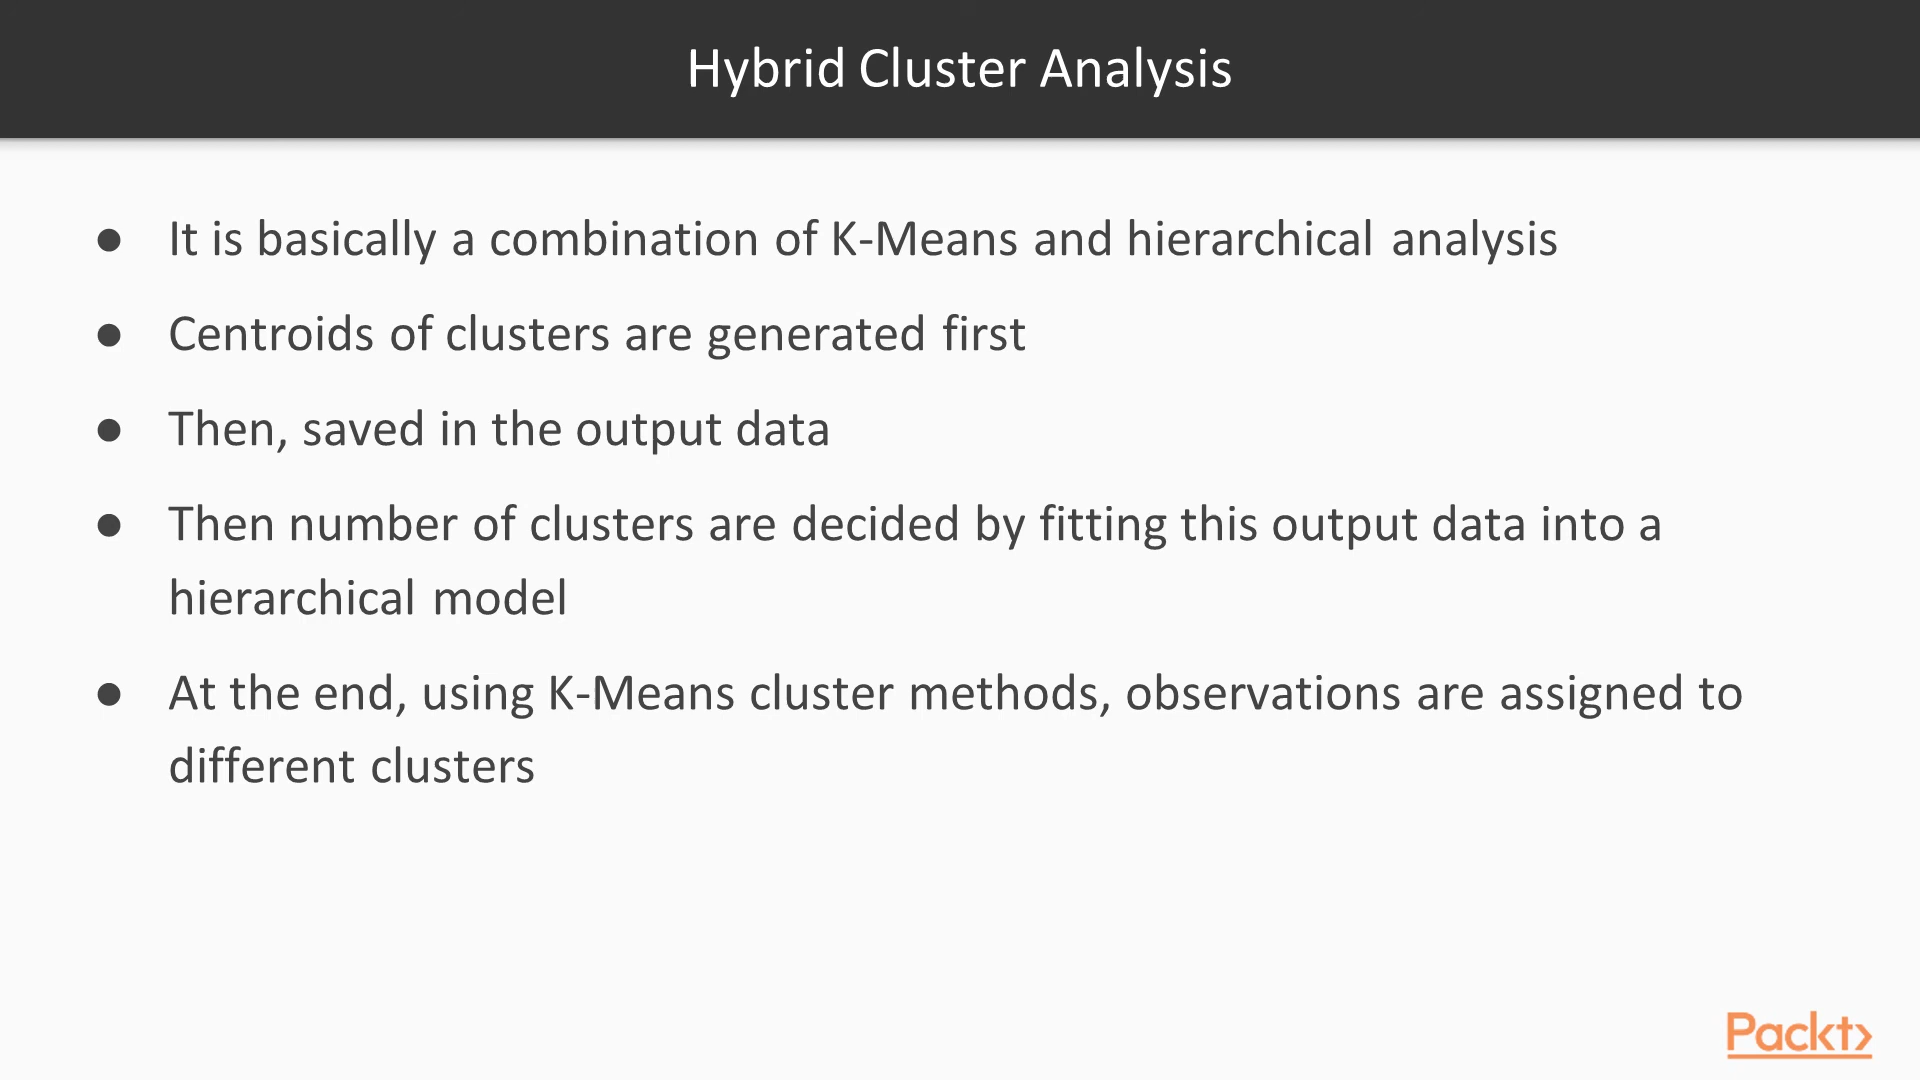 Hybrid Cluster Analysis
● It is basically a combination of K-Means and hierarchical analysis
● Centroids of clusters are generated first
● Then, saved in the output data
● Then number of clusters are decided by fitting this output data into a
hierarchical model
● At the end, using K-Means cluster methods, observations are assigned to
different clusters
Packt>